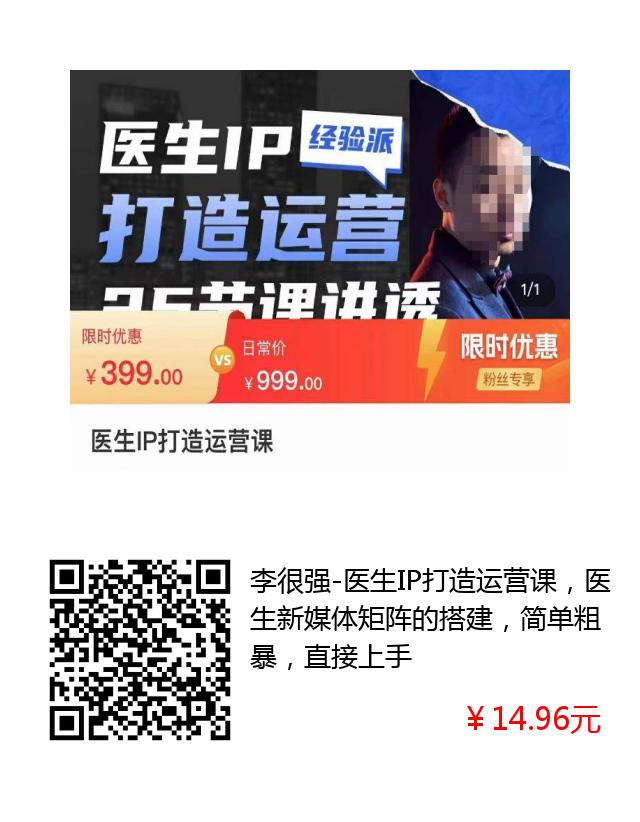 医生IP
经验派
打造运营
25节课讲透
1/1
限时优惠
¥399.00
VS
日常价
¥999.00
限时优惠
粉丝专享
医生IP打造运营课
李很强-医生IP打造运营课，医
生新媒体矩阵的搭建，简单粗
暴，直接上手
¥14.96元